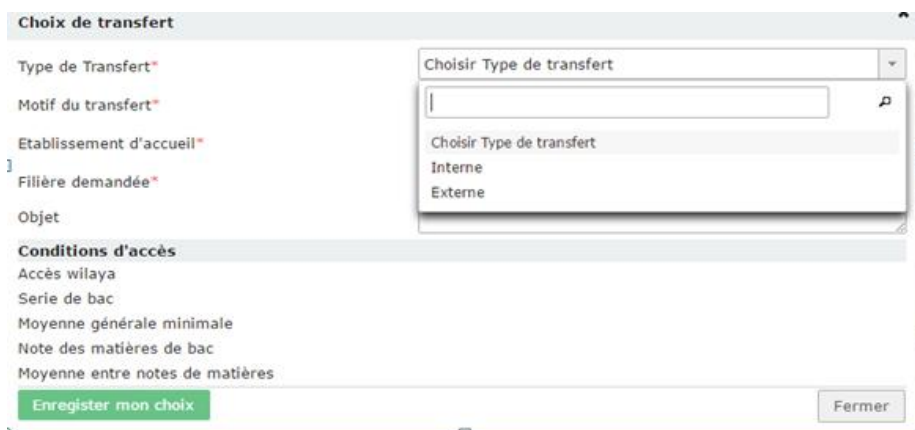 Choix de transfert
Type de Transfert*
Choisir Type de transfert
Motif du transfert*
Etablissement d'accueil*
Choisir Type de transfert
Interne
Filière demandée*
Externe
Objet
Conditions d'accès
Accès wilaya
Serie de bac
Moyenne générale minimale
Note des matières de bac
Moyenne entre notes de matières
Enregister mon choix
Fermer